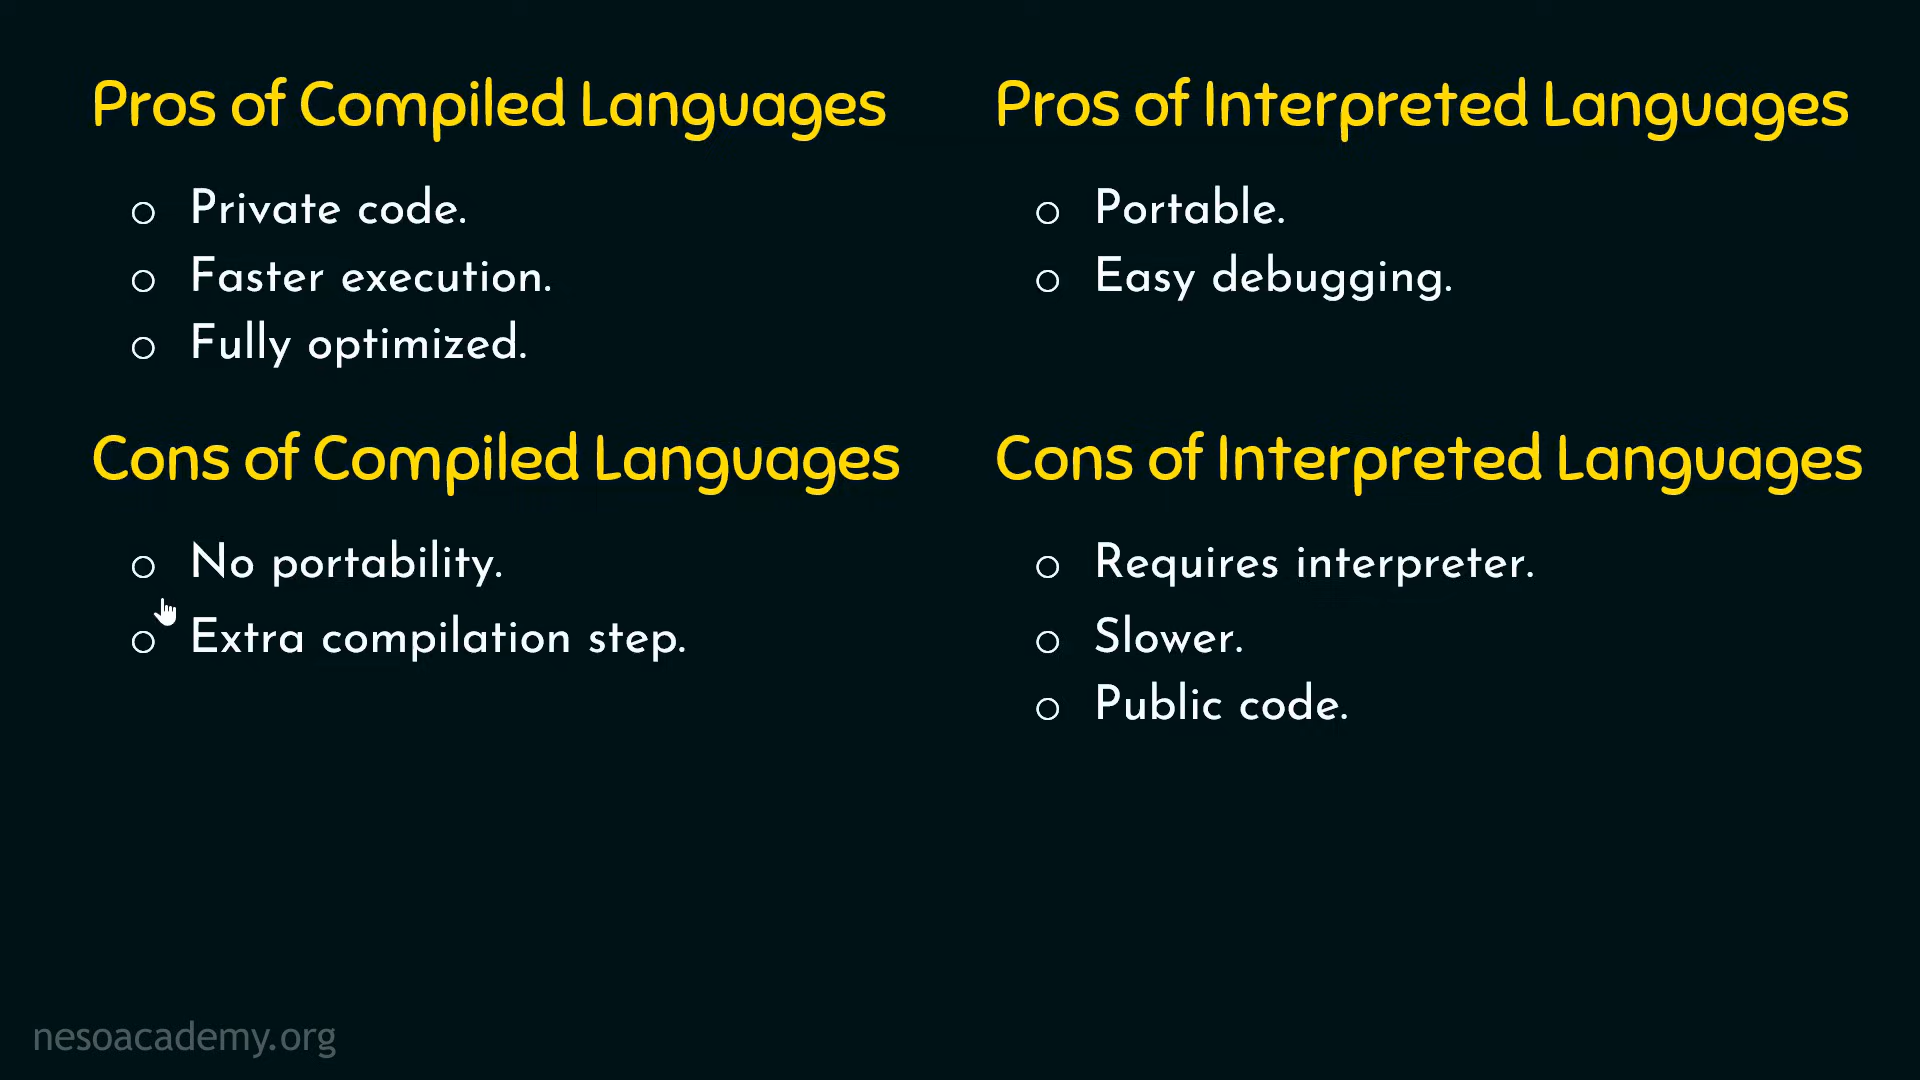 Pros of Compiled Languages
Private code.
Faster execution.
Fully optimized.
Pros of Interpreted Languages
Portable.
Easy debugging.
Cons of Compiled Languages
No portability.
Extra compilation step.
Cons of Interpreted Languages
Requires interpreter.
Slower.
Public code.
nesoacademy.org